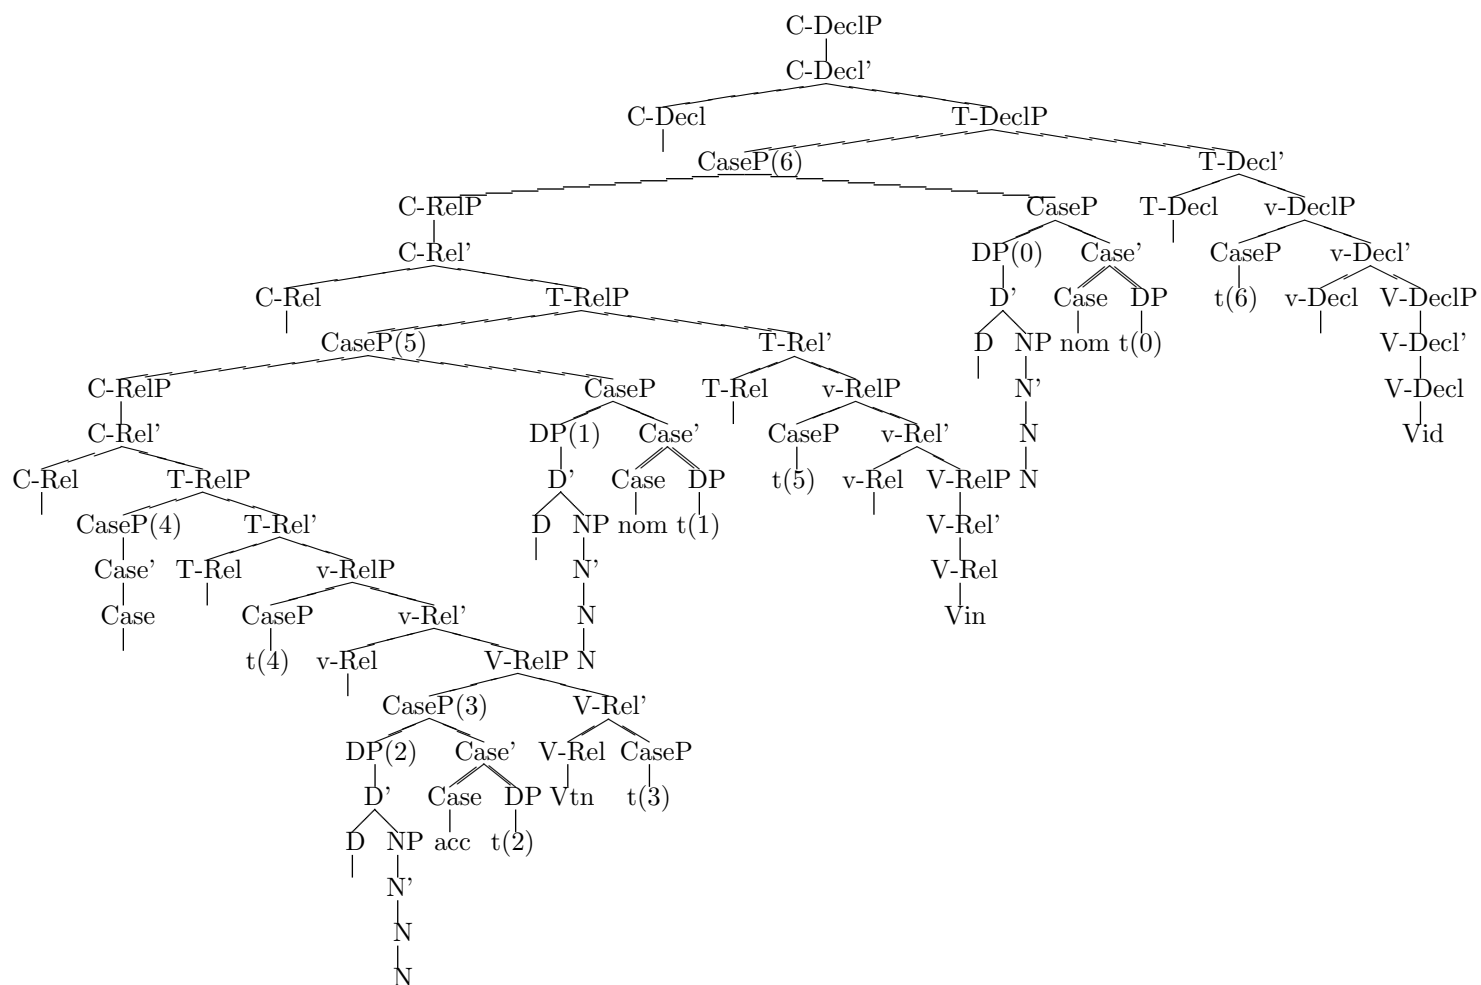 C-DeclP
C-Decl’
C-Decl T-DeclP
CaseP(6) T-Decl’
C-RelP CaseP T-Decl v-DeclP
C-Rel’ DP(0) Case’ CaseP v-Decl’
C-Rel T-RelP D’ Case DP t(6) v-Decl V-DeclP
CaseP(5) T-Rel’ D NP nom t(0) V-Decl’
C-RelP CaseP T-Rel v-RelP N’ V-Decl
C-Rel’ DP(1) Case’ CaseP v-Rel’ N Vid
C-Rel T-RelP D’ Case DP t(5) v-Rel V-RelP N
CaseP(4) T-Rel’ D NP nom t(1) V-Rel’
Case’ T-Rel v-RelP N’ V-Rel
Case CaseP v-Rel’ N Vin
t(4) v-Rel V-RelP N
CaseP(3) V-Rel’
DP(2) Case’ V-Rel CaseP
D’ Case DP Vtn t(3)
D NP acc t(2)
N’
N
N